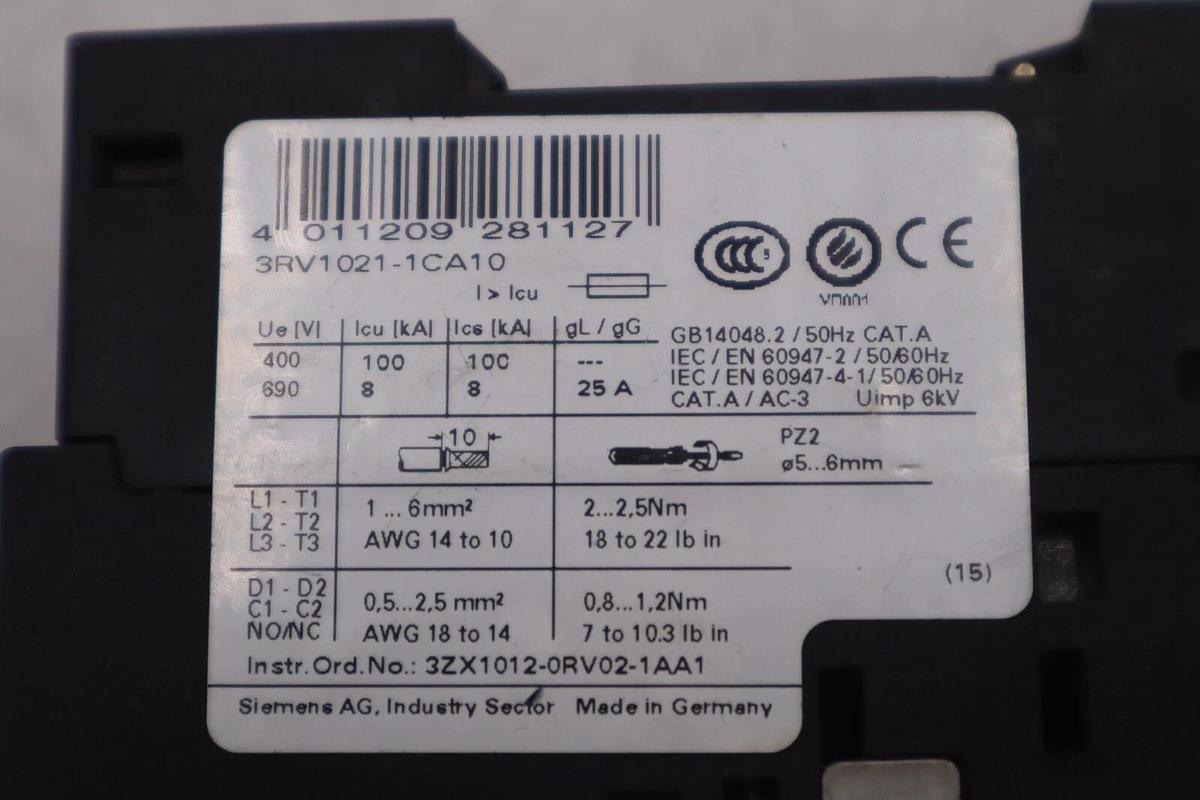 4 011209 281127
3RV1021-1CA10
I > Icu
CCC S
CE
Ue [V] Icu [kA] Ics [kA] gL / gG
400 100 100 ---
690 8 8 25 A
GB14048.2 / 50Hz CAT.A
IEC / EN 60947-2 / 50/60Hz
IEC / EN 60947-4-1/ 50/60Hz
CAT.A / AC-3 Uimp 6kV
10
PZ2
ø5...6mm
L1 - T1
L2 - T2
L3 - T3
1 ... 6mm²
AWG 14 to 10
2...2,5Nm
18 to 22 lb in
(15)
D1 - D2
C1 - C2
NO/NC
0,5...2,5 mm²
AWG 18 to 14
0,8...1,2Nm
7 to 10.3 lb in
Instr.Ord.No.: 3ZX1012-0RV02-1AA1
Siemens AG, Industry Sector Made in Germany